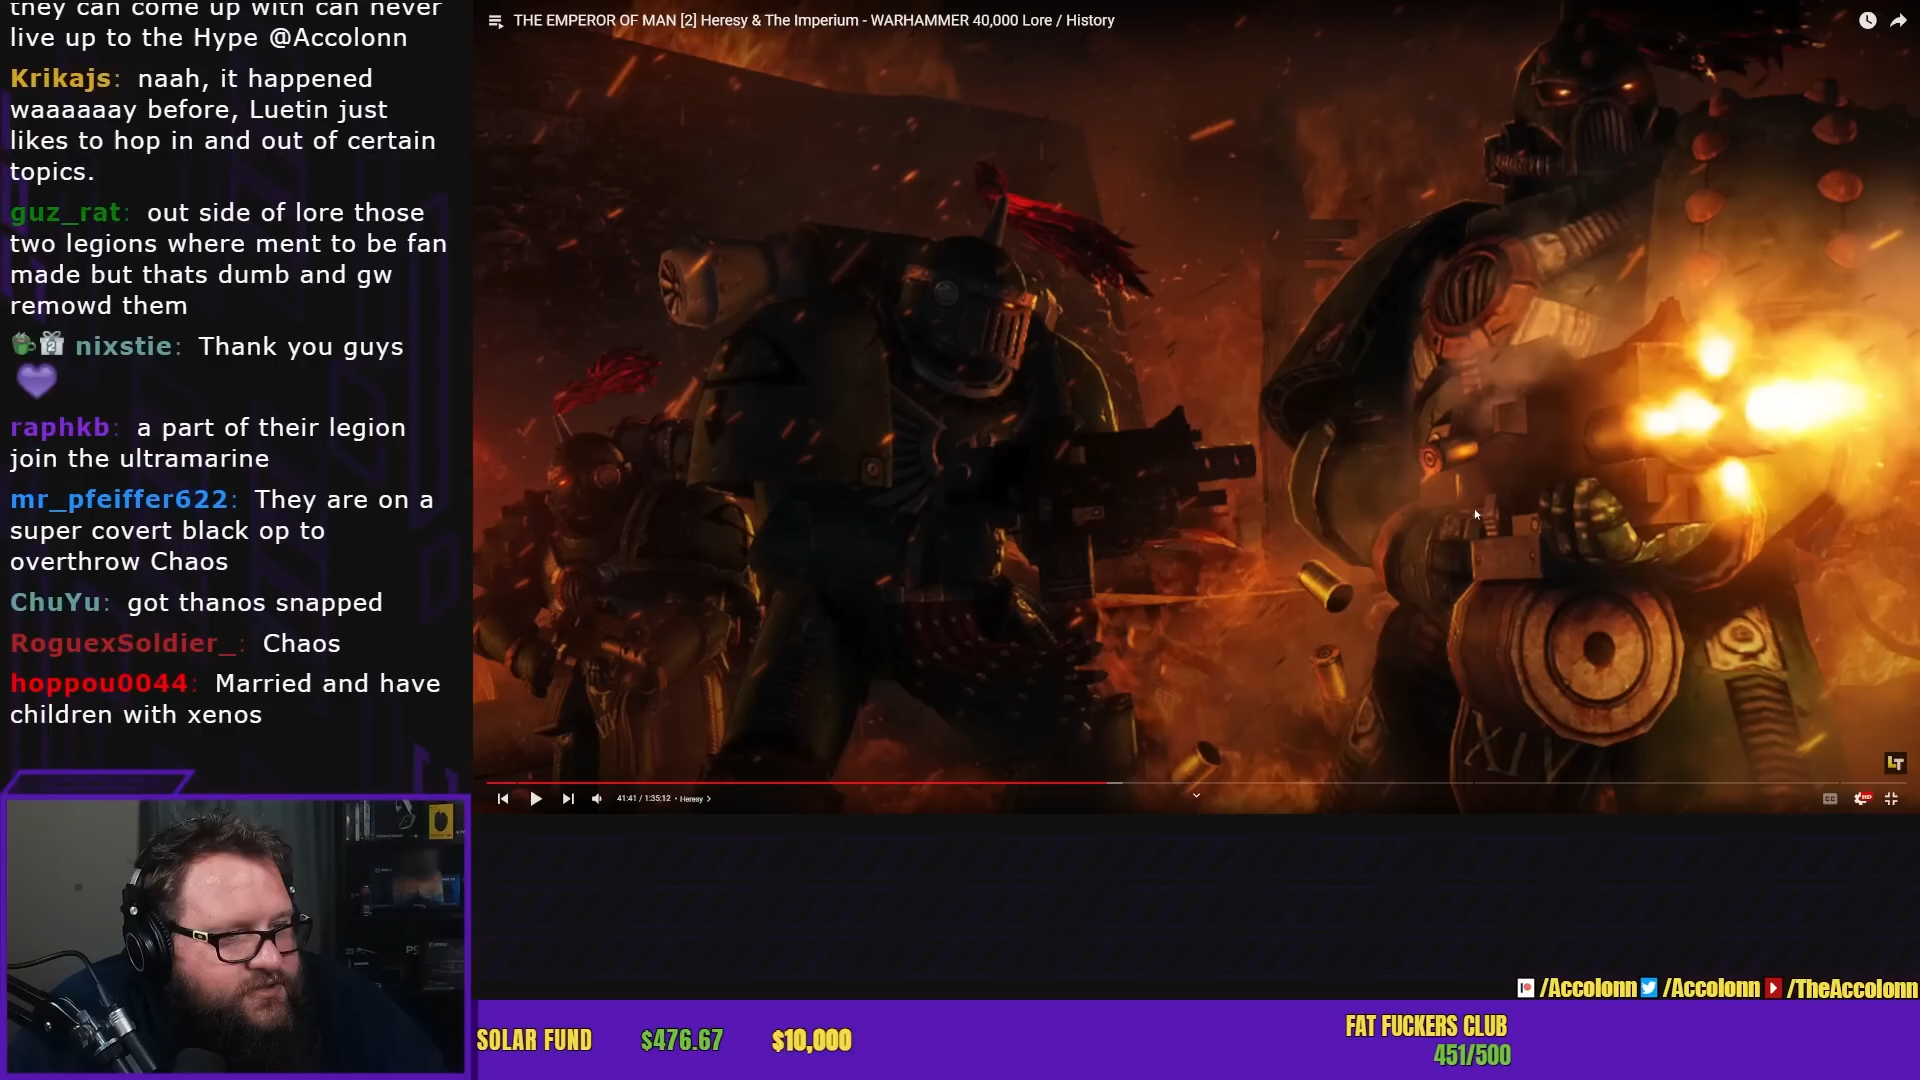 they can come up with can never
live up to the Hype @Accolonn
Krikajs: naah, it happened
waaaaaay before, Luetin just
likes to hop in and out of certain
topics.
guz_rat: out side of lore those
two legions where ment to be fan
made but thats dumb and gw
remowd them
nixstie: Thank you guys
raphkb: a part of their legion
join the ultramarine
mr_pfeiffer622: They are on a
super covert black op to
overthrow Chaos
ChuYu: got thanos snapped
RoguexSoldier_: Chaos
hoppou0044: Married and have
children with xenos
THE EMPEROR OF MAN [2] Heresy & The Imperium - WARHAMMER 40,000 Lore / History
LT
41:41 / 1:35:12 • Heresy >
CC
HD
/Accolonn /Accolonn /TheAccolonn
SOLAR FUND $476.67 $10,000
FAT FUCKERS CLUB
451/500